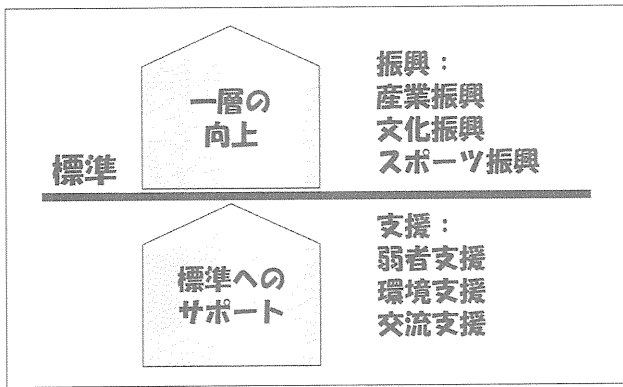 一層の
向上
振興：
産業振興
文化振興
スポーツ振興
標準
標準への
サポート
支援：
弱者支援
環境支援
交流支援